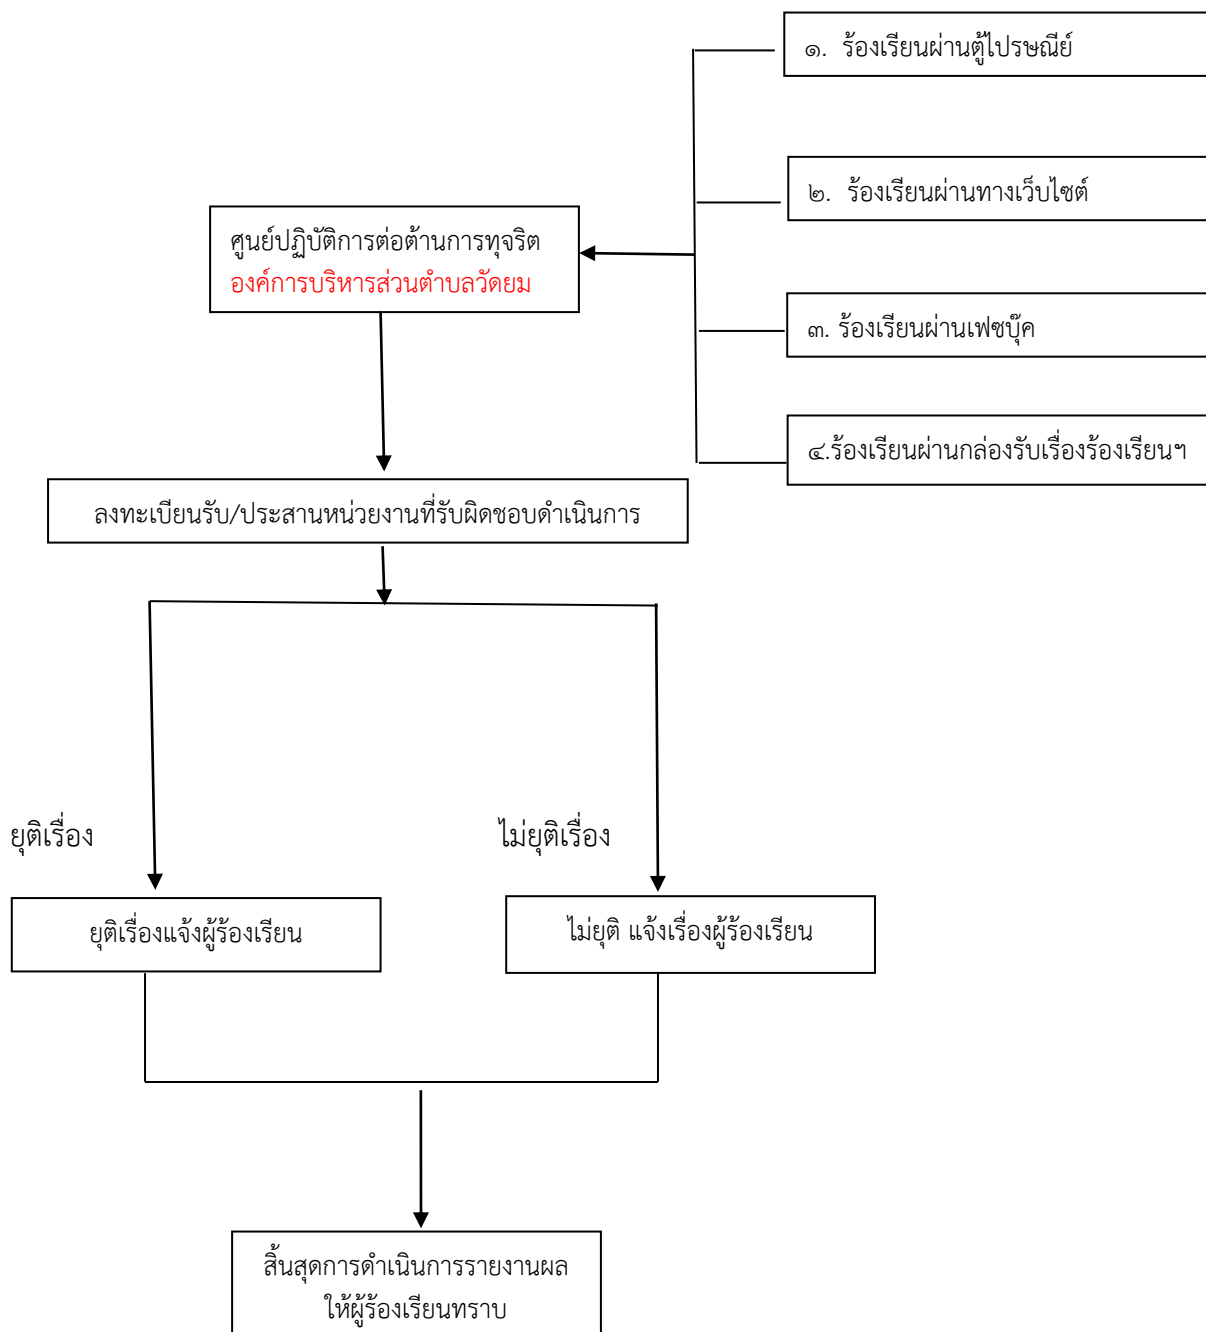 ๑.  ร้องเรียนผ่านตู้ไปรษณีย์
๒.  ร้องเรียนผ่านทางเว็บไซต์
ศูนย์ปฏิบัติการต่อต้านการทุจริต
องค์การบริหารส่วนตำบลวัดยม
๓. ร้องเรียนผ่านเฟซบุ๊ค
๔.ร้องเรียนผ่านกล่องรับเรื่องร้องเรียนฯ
ลงทะเบียนรับ/ประสานหน่วยงานที่รับผิดชอบดำเนินการ
ยุติเรื่อง
ไม่ยุติเรื่อง
ยุติเรื่องแจ้งผู้ร้องเรียน
ไม่ยุติ แจ้งเรื่องผู้ร้องเรียน
สิ้นสุดการดำเนินการรายงานผล
ให้ผู้ร้องเรียนทราบ